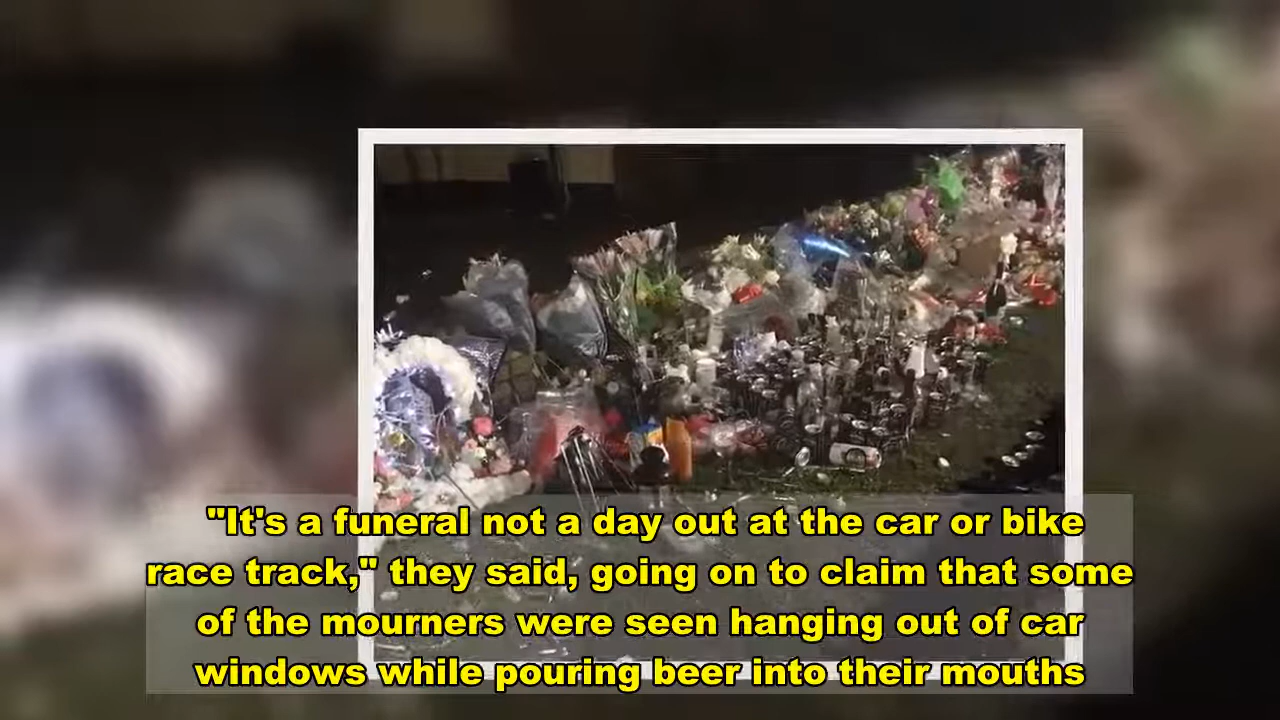 "It's a funeral not a day out at the car or bike
race track," they said, going on to claim that some
of the mourners were seen hanging out of car
windows while pouring beer into their mouths